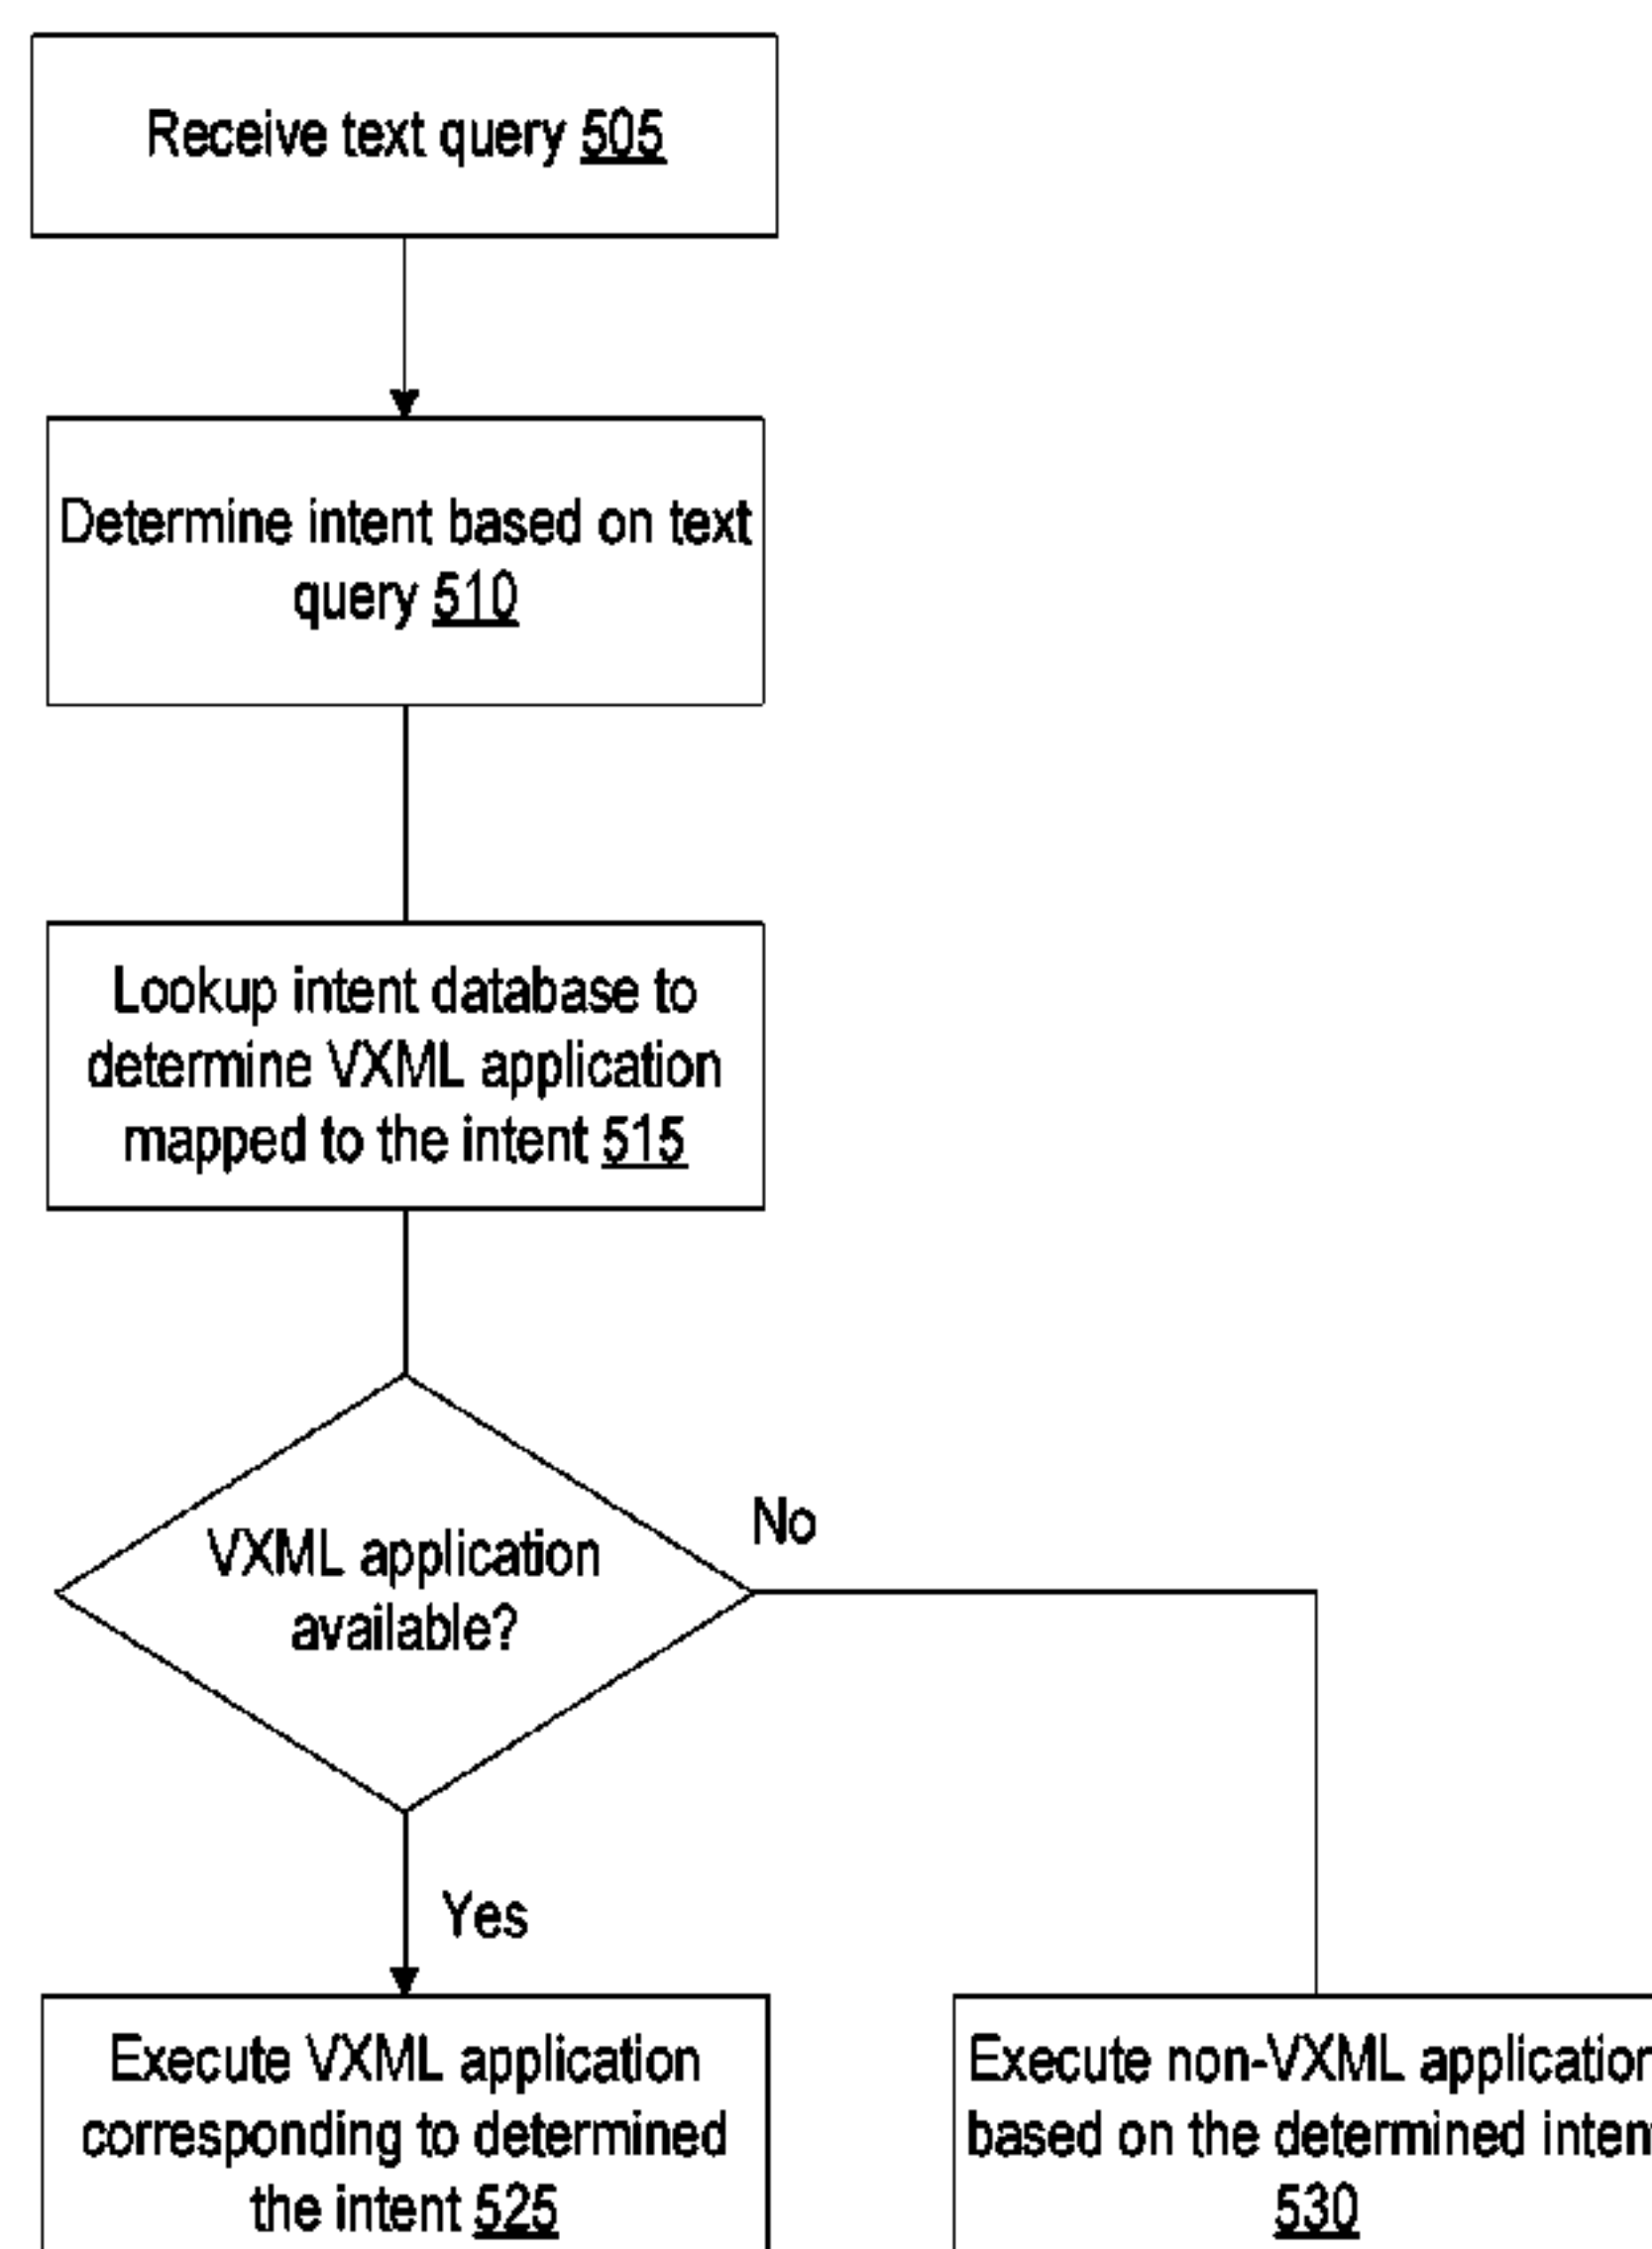 Receive text query 505
Determine intent based on text
query 510
Lookup intent database to
determine VXML application
mapped to the intent 515
VXML application
available?
No
Yes
Execute VXML application
corresponding to determined
the intent 525
Execute non-VXML application
based on the determined intent
530